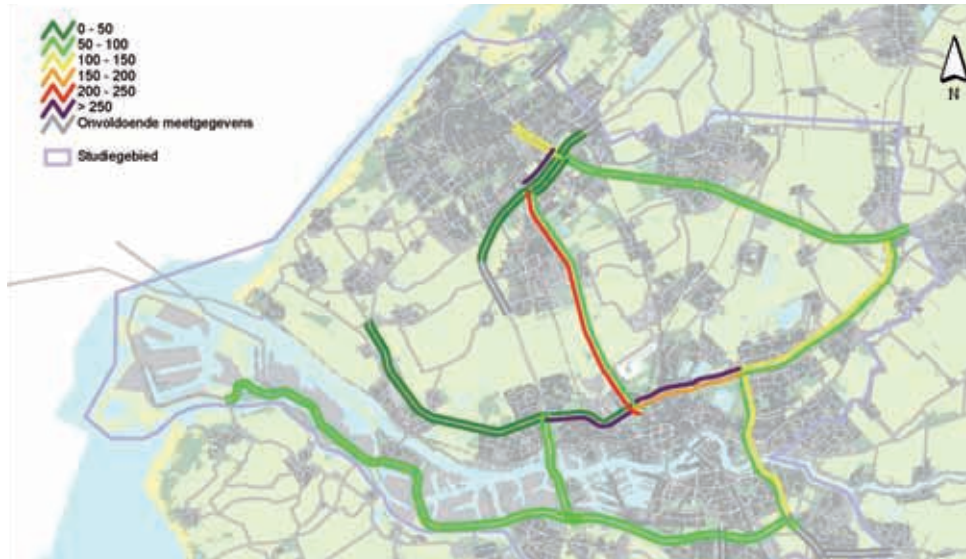 0 - 50
50 - 100
100 - 150
150 - 200
200 - 250
> 250
Onvoldoende meetgegevens
Studiegebied
N